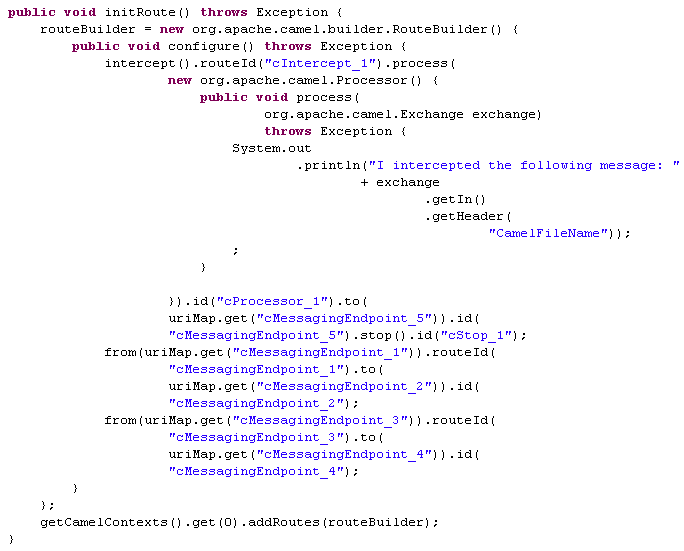 public void initRoute() throws Exception {
    routeBuilder = new org.apache.camel.builder.RouteBuilder() {
        public void configure() throws Exception {
            intercept().routeId("cIntercept_1").process(
                    new org.apache.camel.Processor() {
                        public void process(
                                org.apache.camel.Exchange exchange)
                                throws Exception {
                            System.out
                                    .println("I intercepted the following message: "
                                            + exchange
                                                    .getIn()
                                                    .getHeader(
                                                            "CamelFileName"));
                            ;
                        }

                    }).id("cProcessor_1").to(
                    uriMap.get("cMessagingEndpoint_5")).id(
                    "cMessagingEndpoint_5").stop().id("cStop_1");
            from(uriMap.get("cMessagingEndpoint_1")).routeId(
                    "cMessagingEndpoint_1").to(
                    uriMap.get("cMessagingEndpoint_2")).id(
                    "cMessagingEndpoint_2");
            from(uriMap.get("cMessagingEndpoint_3")).routeId(
                    "cMessagingEndpoint_3").to(
                    uriMap.get("cMessagingEndpoint_4")).id(
                    "cMessagingEndpoint_4");
        }
    };
    getCamelContexts().get(0).addRoutes(routeBuilder);
}